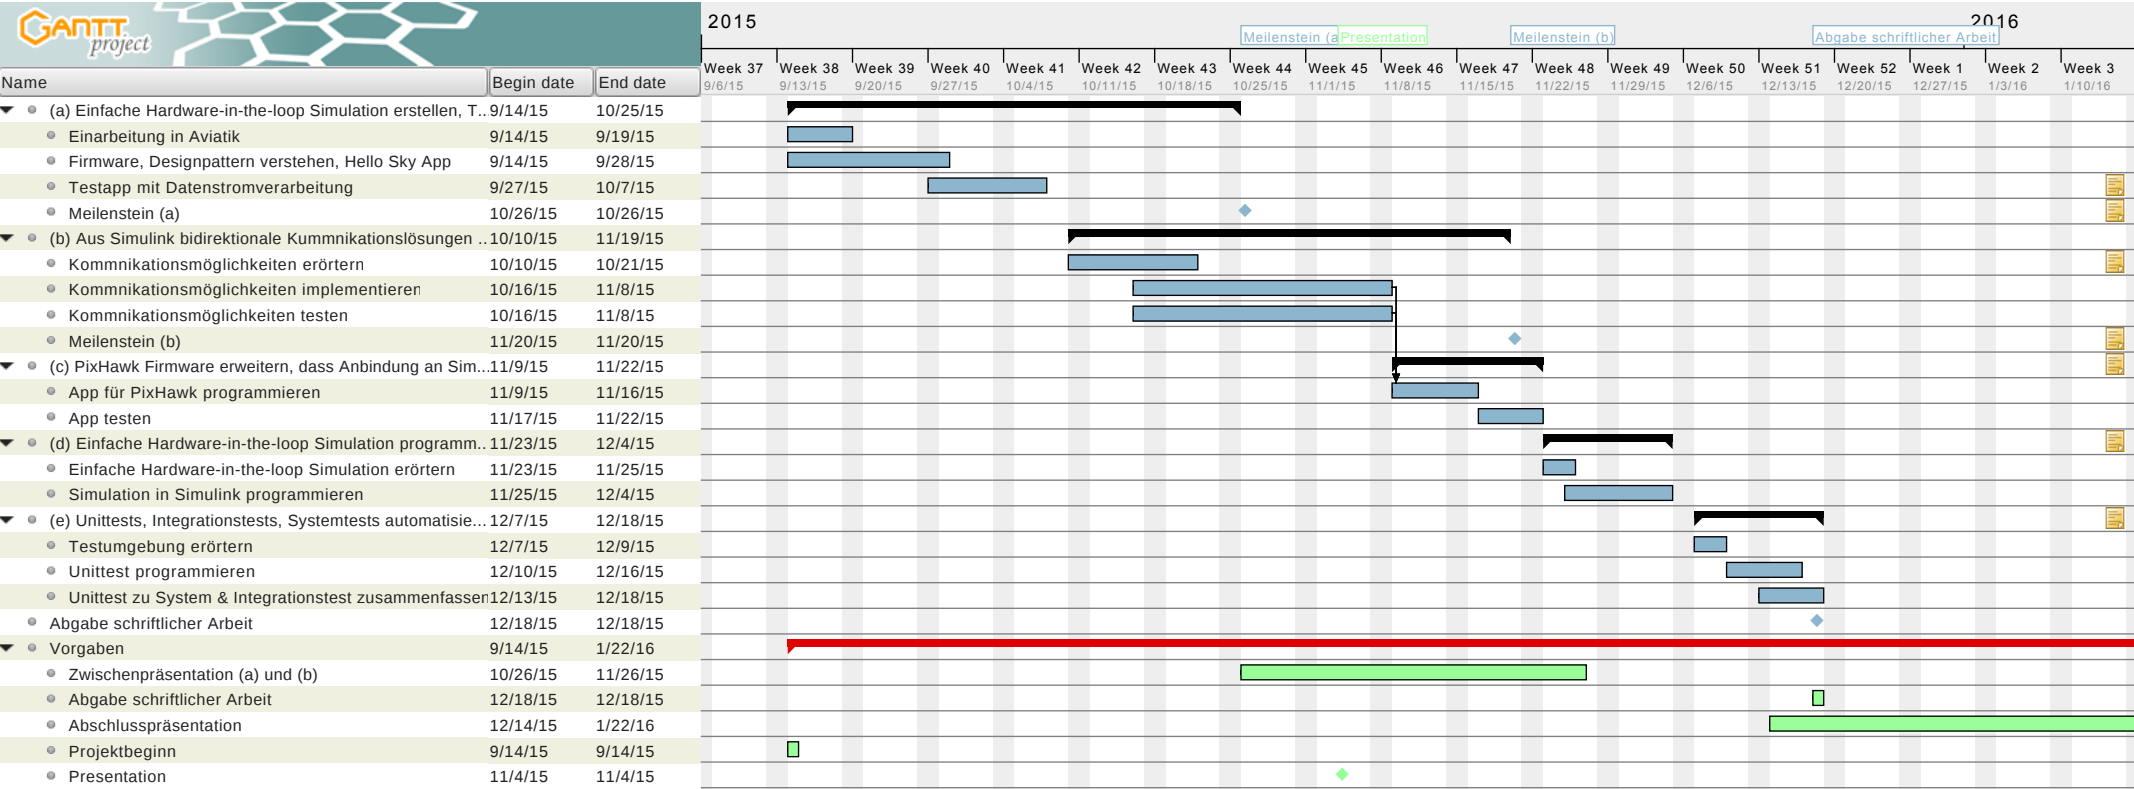 GANTT project
2015
2016
Meilenstein (a
Presentation
Meilenstein (b)
Abgabe schriftlicher Arbeit
Week 37 Week 38 Week 39 Week 40 Week 41 Week 42 Week 43 Week 44 Week 45 Week 46 Week 47 Week 48 Week 49 Week 50 Week 51 Week 52 Week 1 Week 2 Week 3
9/6/15 9/13/15 9/20/15 9/27/15 10/4/15 10/11/15 10/18/15 10/25/15 11/1/15 11/8/15 11/15/15 11/22/15 11/29/15 12/6/15 12/13/15 12/20/15 12/27/15 1/3/16 1/10/16
Name Begin date End date
(a) Einfache Hardware-in-the-loop Simulation erstellen, T.. 9/14/15 10/25/15
Einarbeitung in Aviatik 9/14/15 9/19/15
Firmware, Designpattern verstehen, Hello Sky App 9/14/15 9/28/15
Testapp mit Datenstromverarbeitung 9/27/15 10/7/15
Meilenstein (a) 10/26/15 10/26/15
(b) Aus Simulink bidirektionale Kummnikationslösungen .. 10/10/15 11/19/15
Kommnikationsmöglichkeiten erörtern 10/10/15 10/21/15
Kommnikationsmöglichkeiten implementieren 10/16/15 11/8/15
Kommnikationsmöglichkeiten testen 10/16/15 11/8/15
Meilenstein (b) 11/20/15 11/20/15
(c) PixHawk Firmware erweitern, dass Anbindung an Sim... 11/9/15 11/22/15
App für PixHawk programmieren 11/9/15 11/16/15
App testen 11/17/15 11/22/15
(d) Einfache Hardware-in-the-loop Simulation programm.. 11/23/15 12/4/15
Einfache Hardware-in-the-loop Simulation erörtern 11/23/15 11/25/15
Simulation in Simulink programmieren 11/25/15 12/4/15
(e) Unittests, Integrationstests, Systemtests automatisie... 12/7/15 12/18/15
Testumgebung erörtern 12/7/15 12/9/15
Unittest programmieren 12/10/15 12/16/15
Unittest zu System & Integrationstest zusammenfassen 12/13/15 12/18/15
Abgabe schriftlicher Arbeit 12/18/15 12/18/15
Vorgaben 9/14/15 1/22/16
Zwischenpräsentation (a) und (b) 10/26/15 11/26/15
Abgabe schriftlicher Arbeit 12/18/15 12/18/15
Abschlusspräsentation 12/14/15 1/22/16
Projektbeginn 9/14/15 9/14/15
Presentation 11/4/15 11/4/15